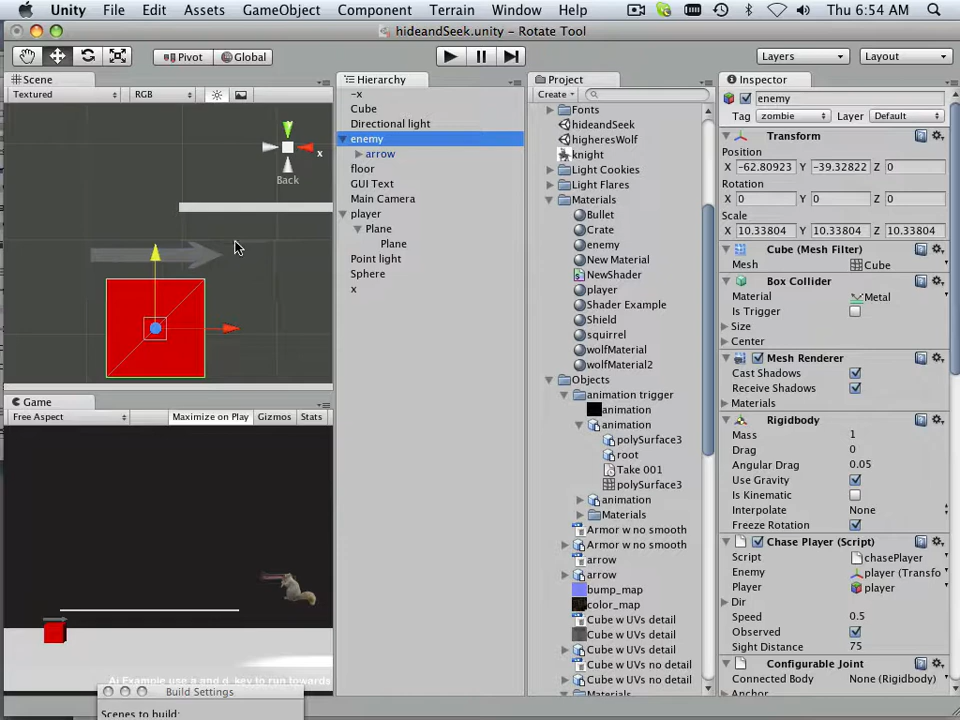 Unity File Edit Assets GameObject Component Terrain Window Help Thu 6:54 AM
hideandSeek.unity - Rotate Tool
Pivot Global Layers Layout
Scene
Textured RGB
y
x
Back
Game
Free Aspect Maximize on Play Gizmos Stats
Ai Example use a and d key to run towards
Build Settings
Scenes to build:
Hierarchy
-x
Cube
Directional light
enemy
arrow
floor
GUI Text
Main Camera
player
Plane
Plane
Point light
Sphere
x
Project
Create
Fonts
hideandSeek
higheresWolf
knight
Light Cookies
Light Flares
Materials
Bullet
Crate
enemy
New Material
NewShader
player
Shader Example
Shield
squirrel
wolfMaterial
wolfMaterial2
Objects
animation trigger
animation
animation
polySurface3
root
Take 001
polySurface3
animation
Materials
Armor w no smooth
Armor w no smooth
arrow
arrow
bump_map
color_map
Cube w UVs detail
Cube w UVs detail
Cube w UVs detail
Cube w UVs no detail
Cube w UVs no detail
Materials
Inspector
enemy
Tag zombie Layer Default
Transform
Position
X -62.80923 Y -39.32822 Z 0
Rotation
X 0 Y 0 Z 0
Scale
X 10.33804 Y 10.33804 Z 10.33804
Cube (Mesh Filter)
Mesh Cube
Box Collider
Material Metal
Is Trigger
Size
Center
Mesh Renderer
Cast Shadows
Receive Shadows
Materials
Rigidbody
Mass 1
Drag 0
Angular Drag 0.05
Use Gravity
Is Kinematic
Interpolate None
Freeze Rotation
Chase Player (Script)
Script chasePlayer
Enemy player (Transfo
Player player
Dir
Speed 0.5
Observed
Sight Distance 75
Configurable Joint
Connected Body None (Rigidbody)
Anchor